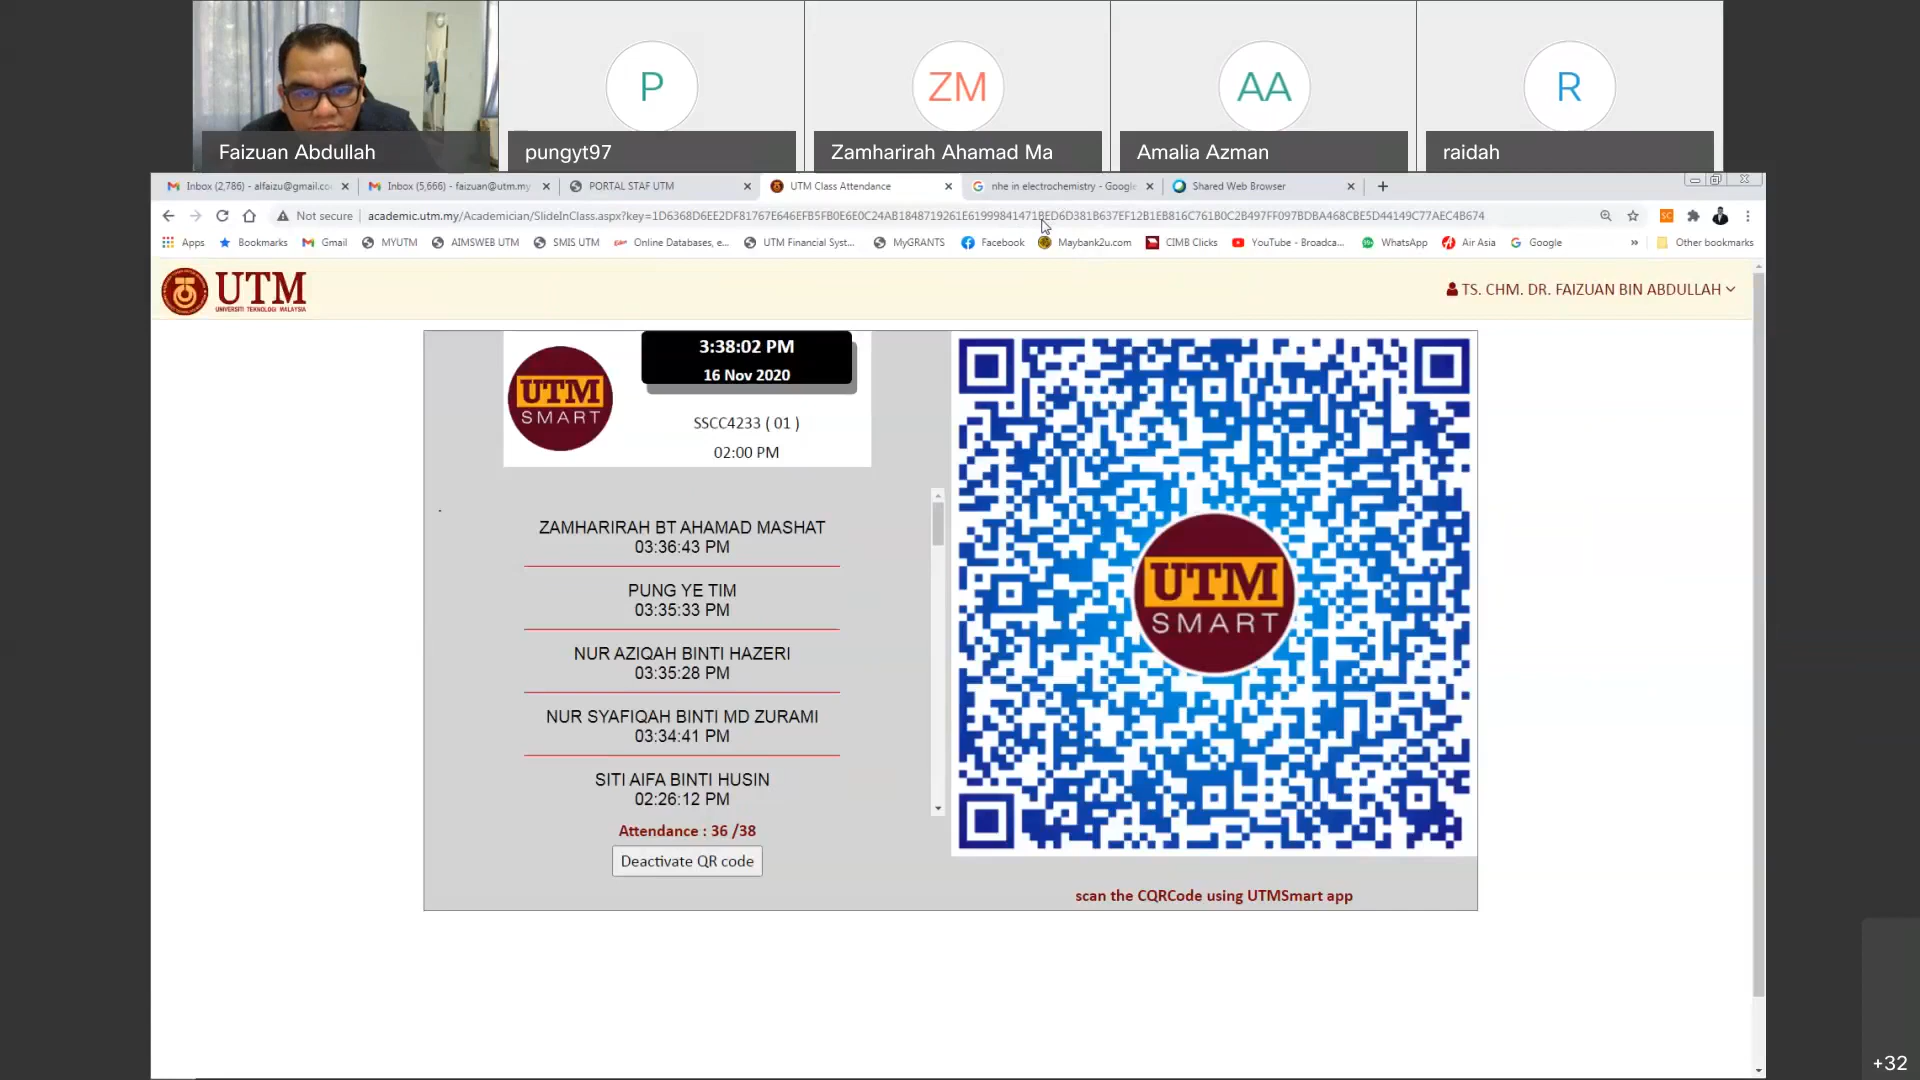 P
ZM
AA
R
Faizuan Abdullah
pungyt97
Zamharirah Ahamad Ma
Amalia Azman
raidah
Inbox (2,786) - alfaizu@gmail.co
Inbox (5,666) - faizuan@utm.my
PORTAL STAF UTM
UTM Class Attendance
nhe in electrochemistry - Google
Shared Web Browser
Not secure
academic.utm.my/Academician/SlideInClass.aspx?key=1D6368D6EE2DF81767E646EFB5FB0E6E0C24AB1848719261E61999841471BED6D381B637EF12B1EB816C761B0C2B497FF097BDBA468CBE5D44149C77AEC4B674
Apps
Bookmarks
Gmail
MYUTM
AIMSWEB UTM
SMIS UTM
Online Databases, e...
UTM Financial Syst...
MyGRANTS
Facebook
Maybank2u.com
CIMB Clicks
YouTube - Broadca...
WhatsApp
Air Asia
Google
»
Other bookmarks
UTM
UNIVERSITI TEKNOLOGI MALAYSIA
TS. CHM. DR. FAIZUAN BIN ABDULLAH
UTM
SMART
3:38:02 PM
16 Nov 2020
SSCC4233 ( 01 )
02:00 PM
.
ZAMHARIRAH BT AHAMAD MASHAT
03:36:43 PM
PUNG YE TIM
03:35:33 PM
NUR AZIQAH BINTI HAZERI
03:35:28 PM
NUR SYAFIQAH BINTI MD ZURAMI
03:34:41 PM
SITI AIFA BINTI HUSIN
02:26:12 PM
Attendance : 36 /38
Deactivate QR code
UTM
SMART
scan the CQRCode using UTMSmart app
+32